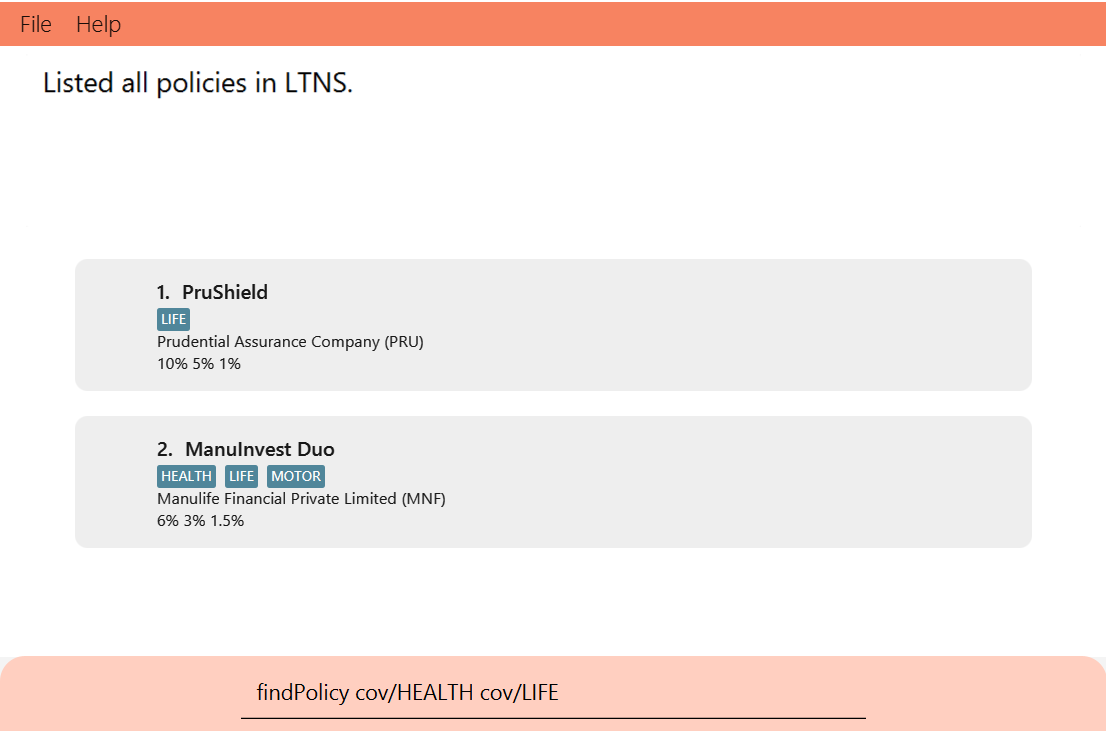 File Help
Listed all policies in LTNS.
1. PruShield
LIFE
Prudential Assurance Company (PRU)
10% 5% 1%
2. ManuInvest Duo
HEALTH LIFE MOTOR
Manulife Financial Private Limited (MNF)
6% 3% 1.5%
findPolicy cov/HEALTH cov/LIFE